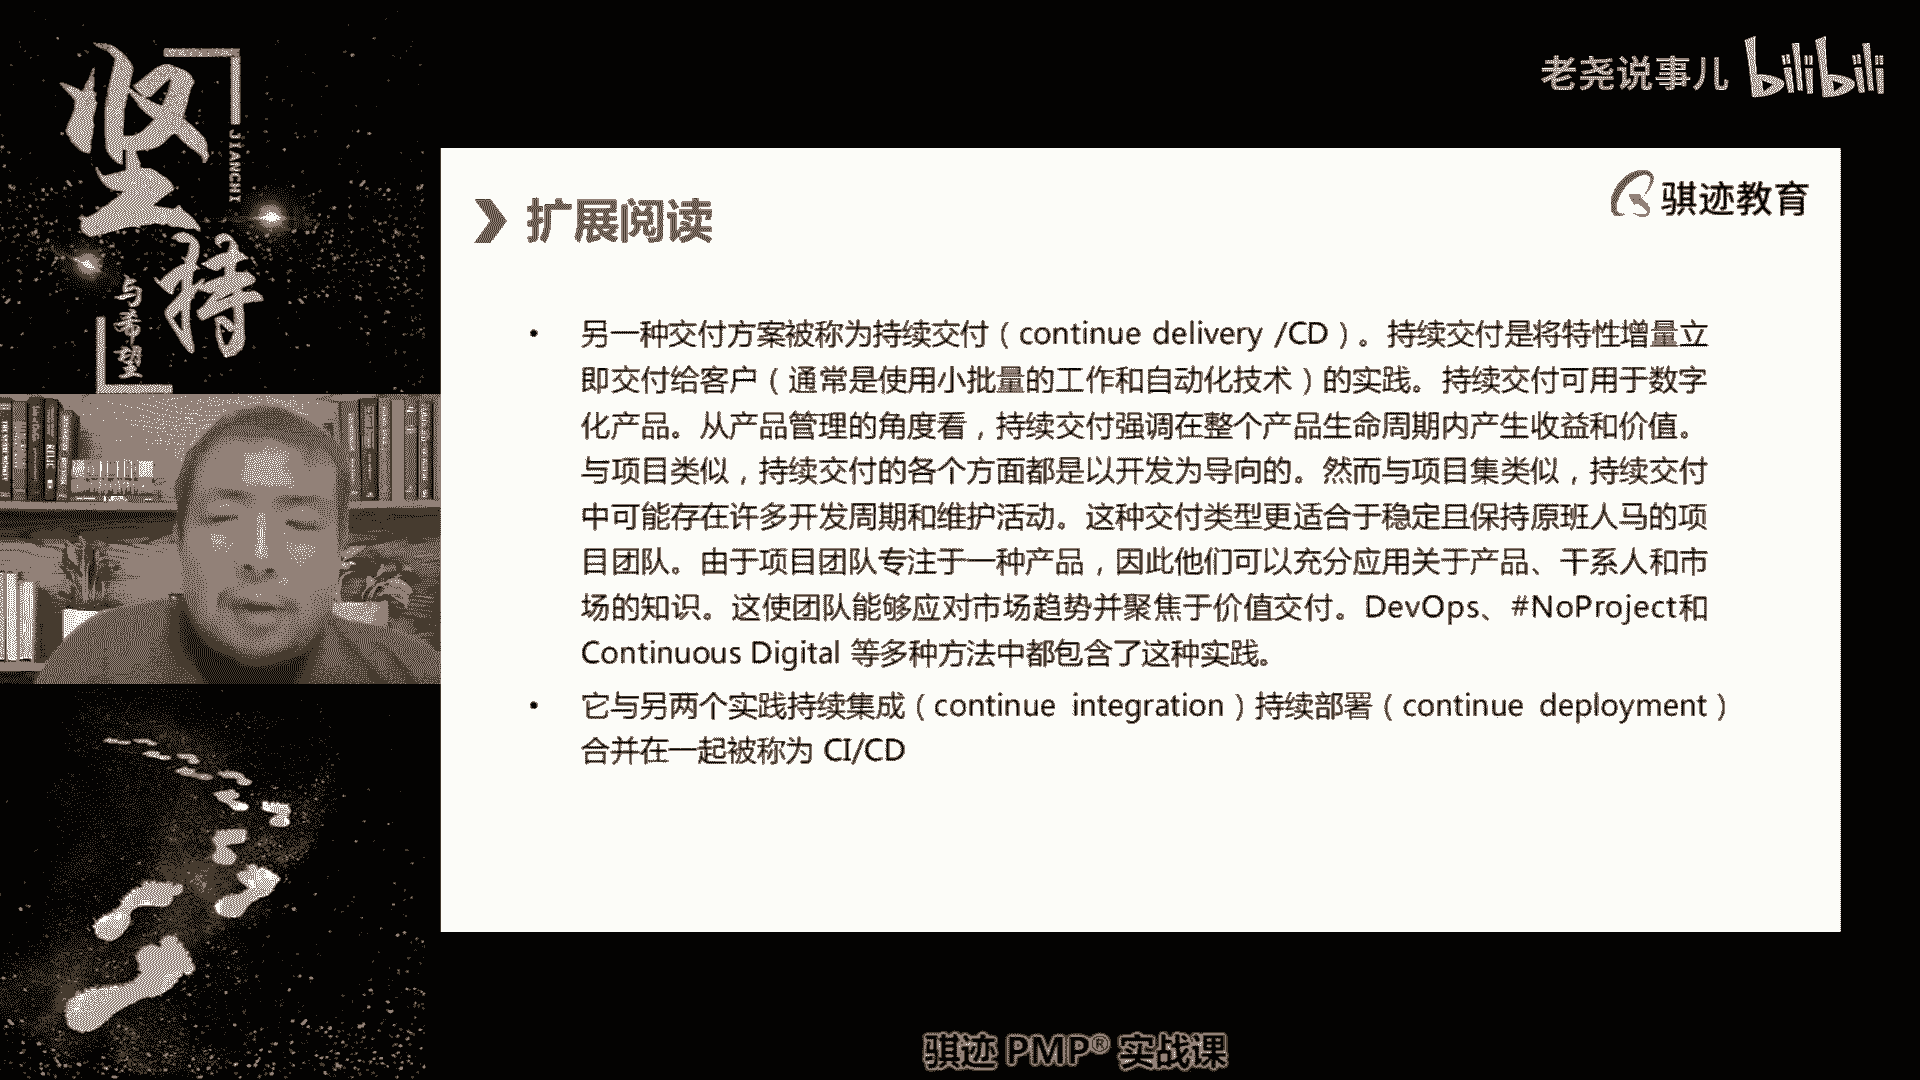 坚持
JIANCHI
与希望
老尧说事儿 bilibili
骐迹教育
扩展阅读
• 另一种交付方案被称为持续交付（continue delivery /CD）。持续交付是将特性增量立
即交付给客户（通常是使用小批量的工作和自动化技术）的实践。持续交付可用于数字
化产品。从产品管理的角度看，持续交付强调在整个产品生命周期内产生收益和价值。
与项目类似，持续交付的各个方面都是以开发为导向的。然而与项目集类似，持续交付
中可能存在许多开发周期和维护活动。这种交付类型更适合于稳定且保持原班人马的项
目团队。由于项目团队专注于一种产品，因此他们可以充分应用关于产品、干系人和市
场的知识。这使团队能够应对市场趋势并聚焦于价值交付。DevOps、#NoProject和
Continuous Digital 等多种方法中都包含了这种实践。
• 它与另两个实践持续集成（continue integration）持续部署（continue deployment）
合并在一起被称为 CI/CD
骐迹 PMP® 实战课